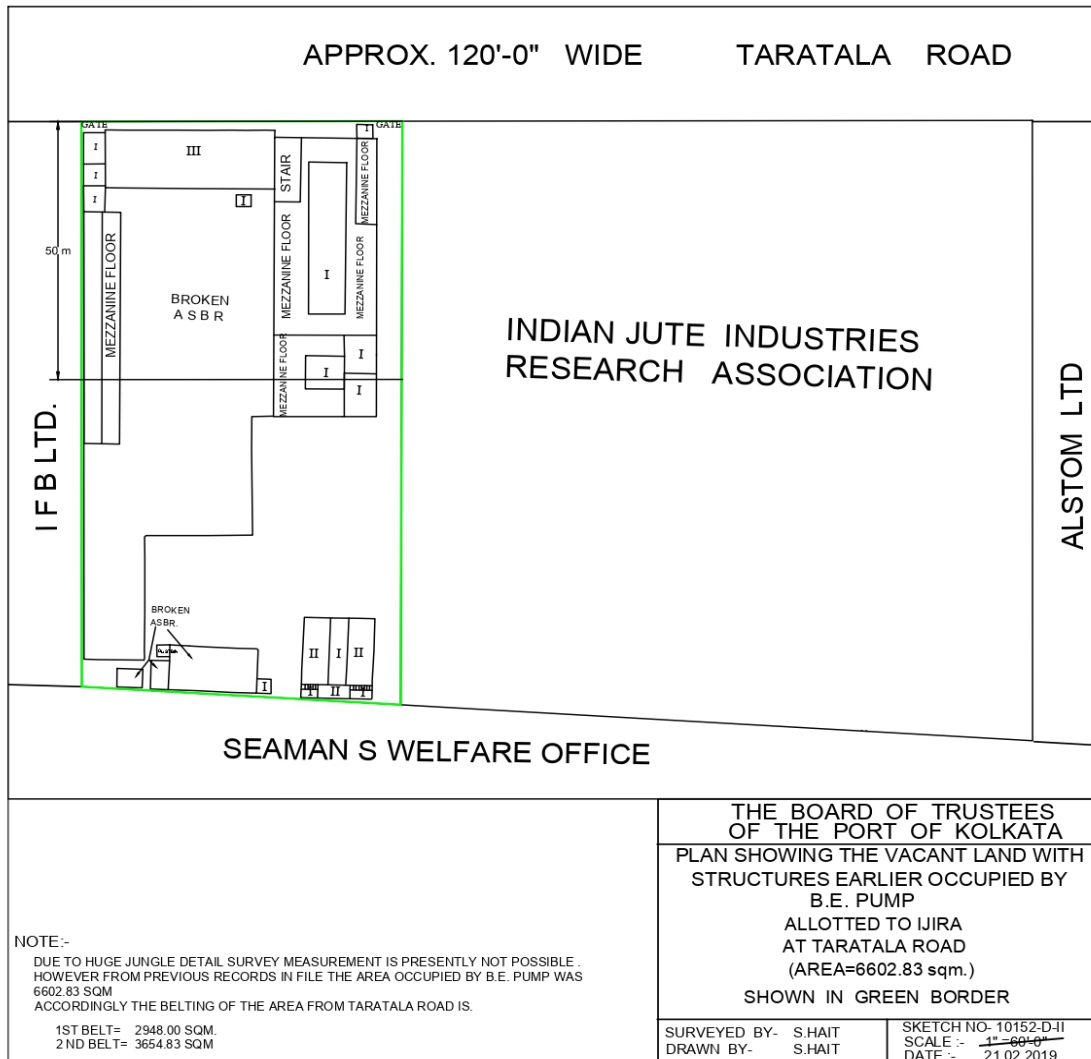 APPROX. 120'-0" WIDE TARATALA ROAD
GATE
GATE
I
I
III
I
I
I
STAIR
MEZZANINE FLOOR
MEZZANINE FLOOR
MEZZANINE FLOOR
MEZZANINE FLOOR
50 m
BROKEN
A S B R
I
MEZZANINE FLOOR
I
I
I
INDIAN JUTE INDUSTRIES
RESEARCH ASSOCIATION
I F B LTD.
ALSTOM LTD
BROKEN
ASBR.
I
II
I
II
I
II
I
SEAMAN S WELFARE OFFICE
THE BOARD OF TRUSTEES
OF THE PORT OF KOLKATA
PLAN SHOWING THE VACANT LAND WITH
STRUCTURES EARLIER OCCUPIED BY
B.E. PUMP
ALLOTTED TO IJIRA
AT TARATALA ROAD
(AREA=6602.83 sqm.)
SHOWN IN GREEN BORDER
NOTE:-
DUE TO HUGE JUNGLE DETAIL SURVEY MEASUREMENT IS PRESENTLY NOT POSSIBLE .
HOWEVER FROM PREVIOUS RECORDS IN FILE THE AREA OCCUPIED BY B.E. PUMP WAS
6602.83 SQM
ACCORDINGLY THE BELTING OF THE AREA FROM TARATALA ROAD IS.
1ST BELT= 2948.00 SQM.
2 ND BELT= 3654.83 SQM
SURVEYED BY- S.HAIT
DRAWN BY- S.HAIT
SKETCH NO- 10152-D-II
SCALE :- 1"=60'-0"
DATE :- 21.02.2019